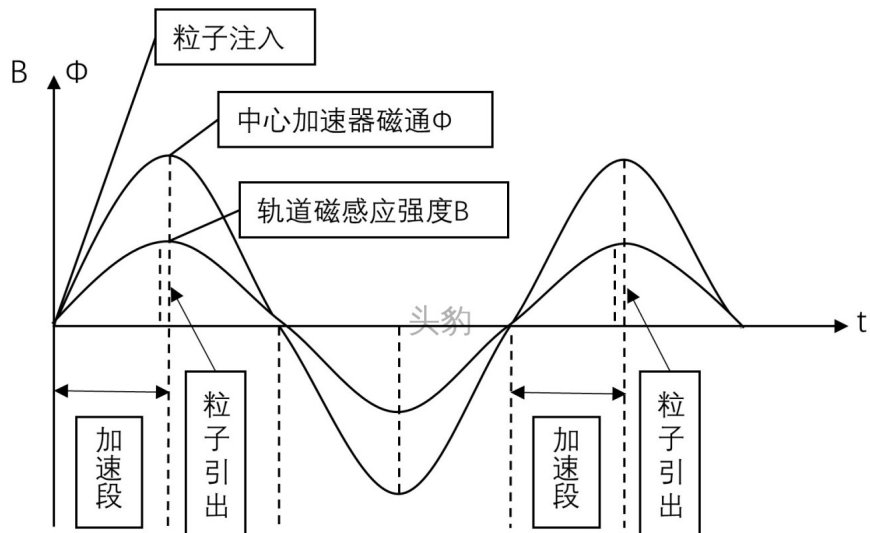 粒子注入
B Φ
中心加速器磁通Φ
轨道磁感应强度B
头豹
t
加速段
粒子引出
加速段
粒子引出